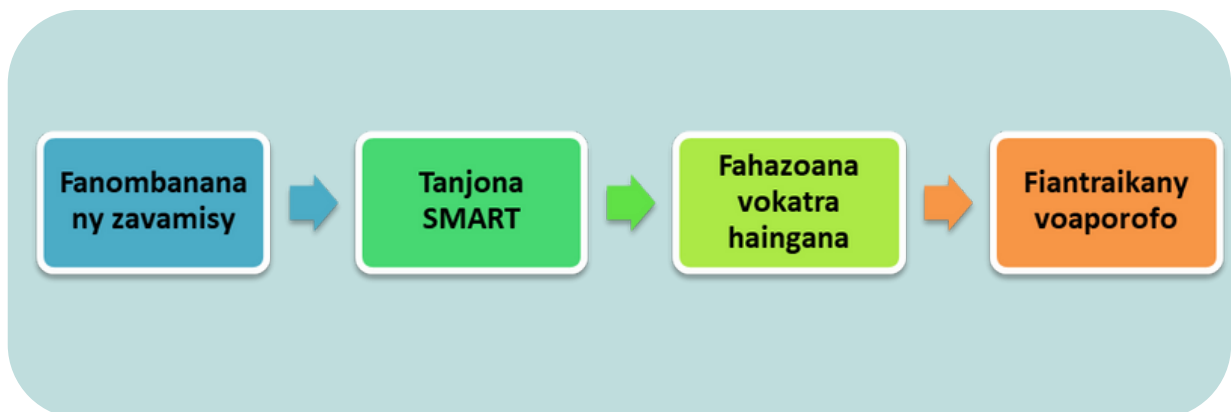 Fanombanana
ny zavamisy
Tanjona
SMART
Fahazoana
vokatra
haingana
Fiantraikany
voaporofo